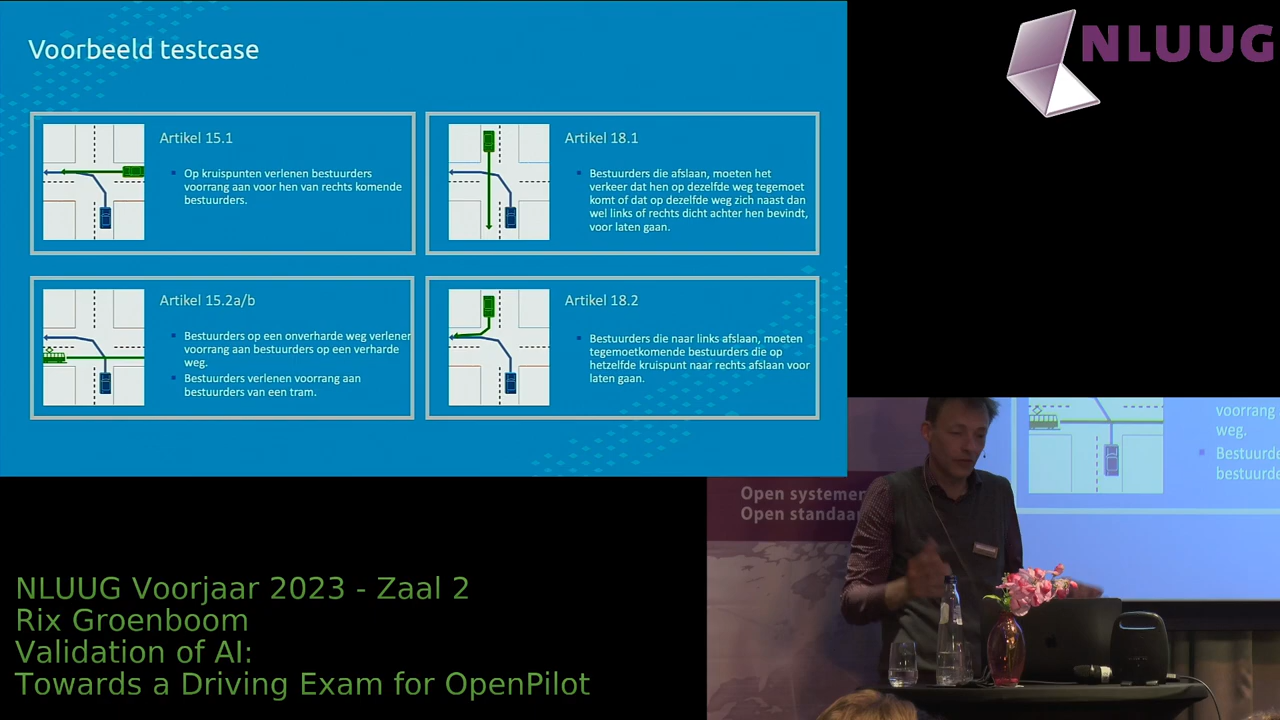 Voorbeeld testcase
Artikel 15.1
Op kruispunten verlenen bestuurders
voorrang aan voor hen van rechts komende
bestuurders.
Artikel 18.1
Bestuurders die afslaan, moeten het
verkeer dat hen op dezelfde weg tegemoet
komt of dat op dezelfde weg zich naast dan
wel links of rechts dicht achter hen bevindt,
voor laten gaan.
Artikel 15.2a/b
Bestuurders op een onverharde weg verlener
voorrang aan bestuurders op een verharde
weg.
Bestuurders verlenen voorrang aan
bestuurders van een tram.
Artikel 18.2
Bestuurders die naar links afslaan, moeten
tegemoetkomende bestuurders die op
hetzelfde kruispunt naar rechts afslaan voor
laten gaan.
NLUUG
voorrang
weg.
Bestuurde
bestuurde
Open systemen
Open standaa
NLUUG Voorjaar 2023 - Zaal 2
Rix Groenboom
Validation of AI:
Towards a Driving Exam for OpenPilot